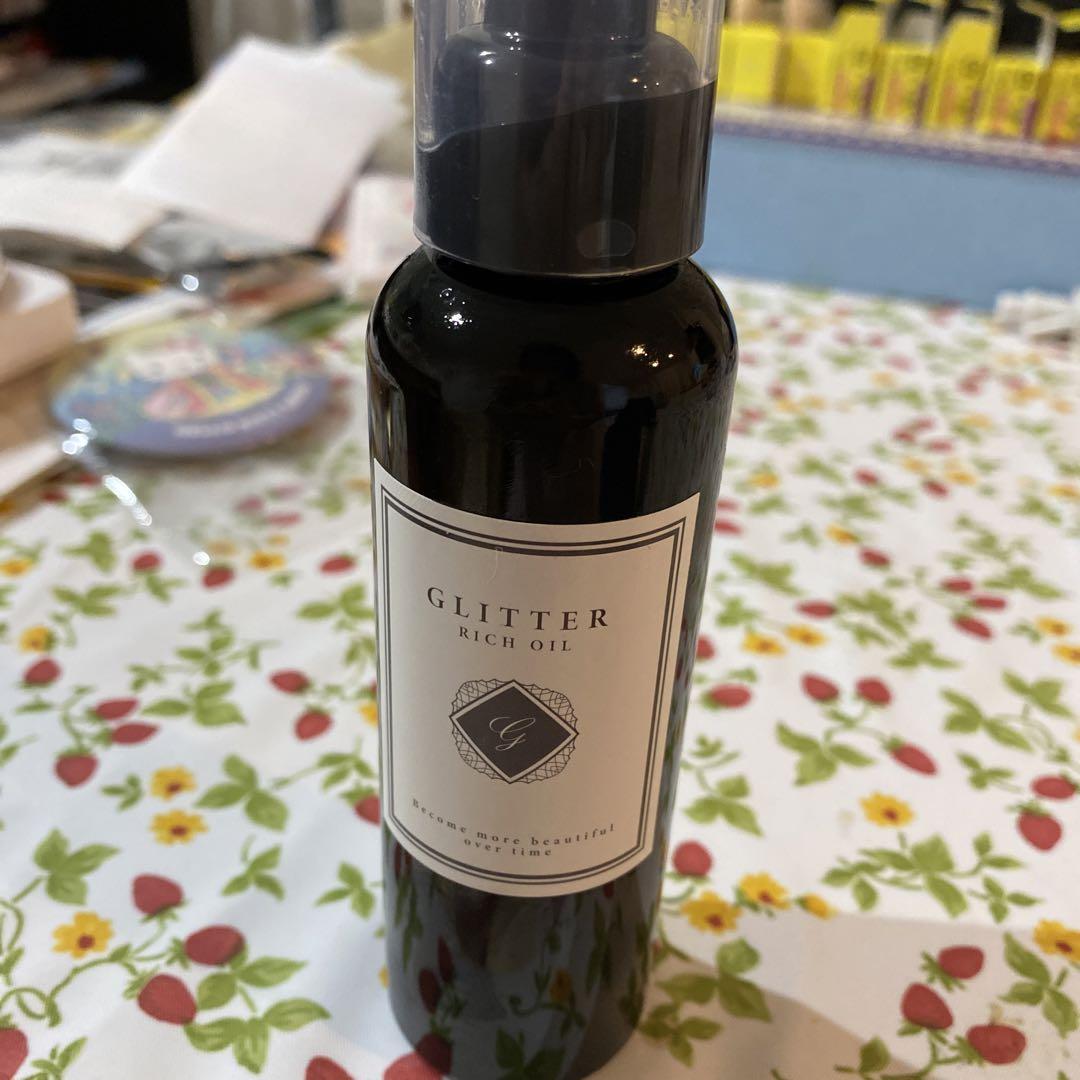 GLITTER
RICH OIL
G
Become more beautiful
over time